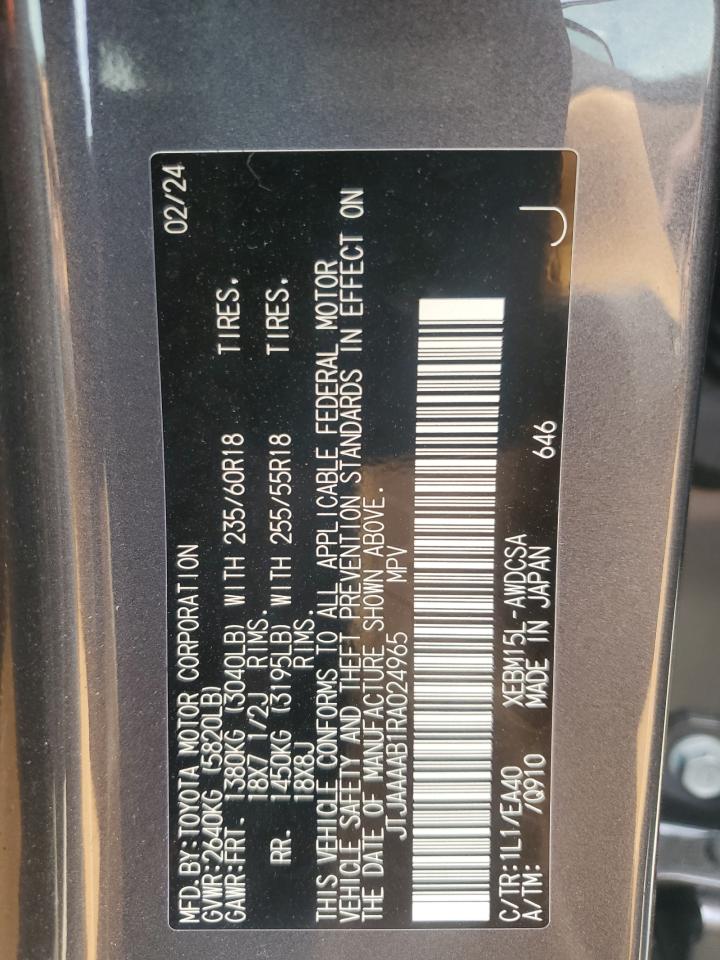 MFD. BY: TOYOTA MOTOR CORPORATION 02/24
GVWR: 2640KG (5820LB)
GAWR: FRT. 1380KG (3040LB) WITH 235/60R18 TIRES.
18X7 1/2J RIMS.
RR. 1450KG (3195LB) WITH 255/55R18 TIRES.
18X8J RIMS.
THIS VEHICLE CONFORMS TO ALL APPLICABLE FEDERAL MOTOR
VEHICLE SAFETY AND THEFT PREVENTION STANDARDS IN EFFECT ON
THE DATE OF MANUFACTURE SHOWN ABOVE.
JTJAAAAB1RA024965 MPV
C/TR: 1L1/EA40 XEBM15L-AWDCSA 646 J
A/TM: /Q910 MADE IN JAPAN